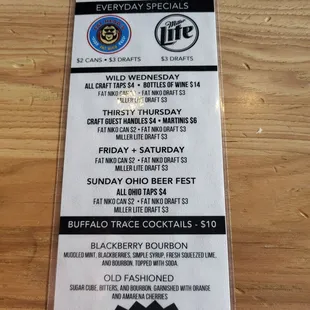 EVERYDAY SPECIALS
Miller
lite
$2 CANS • $3 DRAFTS
$3 DRAFTS
WILD WEDNESDAY
ALL CRAFT TAPS $4 • BOTTLES OF WINE $14
FAT NIKO CAN $2 • FAT NIKO DRAFT $3
MILLER LITE DRAFT $3
THIRSTY THURSDAY
CRAFT GUEST HANDLES $4 • MARTINIS $6
FAT NIKO CAN $2 • FAT NIKO DRAFT $3
MILLER LITE DRAFT $3
FRIDAY + SATURDAY
FAT NIKO CAN $2 • FAT NIKO DRAFT $3
MILLER LITE DRAFT $3
SUNDAY OHIO BEER FEST
ALL OHIO TAPS $4
FAT NIKO CAN $2 • FAT NIKO DRAFT $3
MILLER LITE DRAFT $3
BUFFALO TRACE COCKTAILS - $10
BLACKBERRY BOURBON
MUDDLED MINT, BLACKBERRIES, SIMPLE SYRUP, FRESH SQUEEZED LIME,
AND BOURBON, TOPPED WITH SODA.
OLD FASHIONED
SUGAR CUBE, BITTERS, AND BOURBON, GARNISHED WITH ORANGE
AND AMARENA CHERRIES